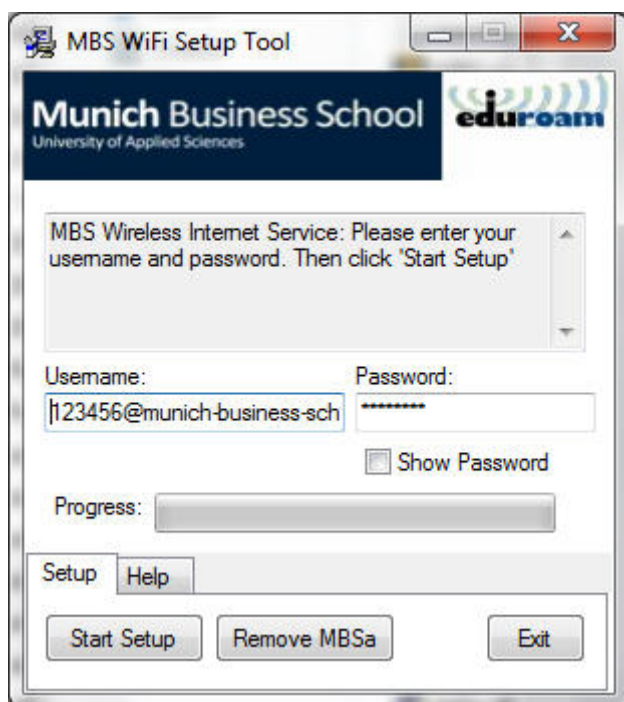 MBS WiFi Setup Tool
Munich Business School
University of Applied Sciences
eduroam
MBS Wireless Internet Service: Please enter your
username and password. Then click 'Start Setup'
Username:
Password:
123456@munich-business-sch
********
Show Password
Progress:
Setup
Help
Start Setup
Remove MBSa
Exit